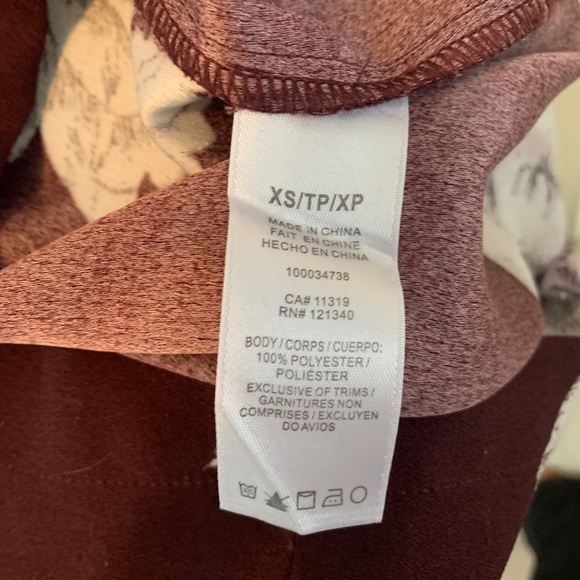 XS/TP/XP
MADE IN CHINA
FAIT EN CHINE
HECHO EN CHINA
100034738
CA# 11319
RN# 121340
BODY / CORPS / CUERPO:
100% POLYESTER /
POLIÉSTER
EXCLUSIVE OF TRIMS /
GARNITURES NON
COMPRISES / EXCLUYEN
DO AVIOS